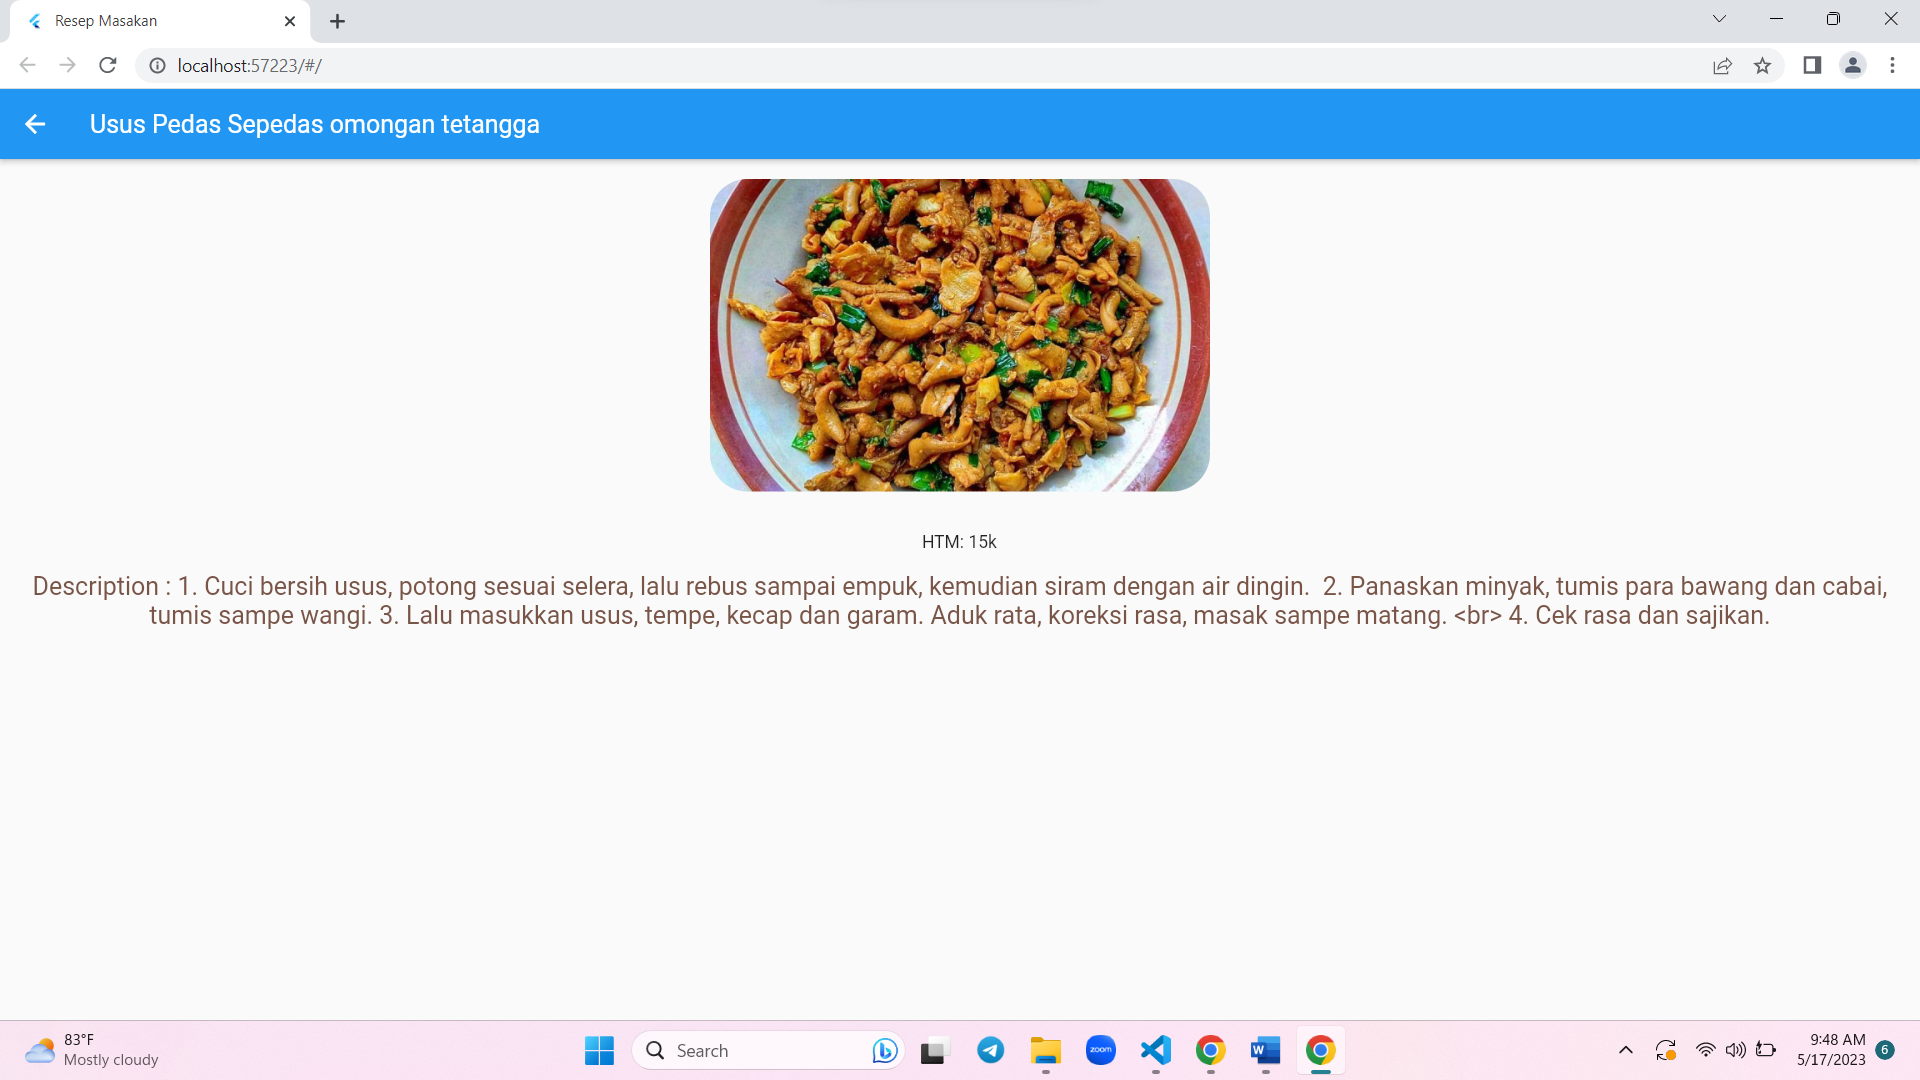 Resep Masakan
localhost:57223/#/
Usus Pedas Sepedas omongan tetangga
HTM: 15k
Description : 1. Cuci bersih usus, potong sesuai selera, lalu rebus sampai empuk, kemudian siram dengan air dingin.  2. Panaskan minyak, tumis para bawang dan cabai,
tumis sampe wangi. 3. Lalu masukkan usus, tempe, kecap dan garam. Aduk rata, koreksi rasa, masak sampe matang. <br> 4. Cek rasa dan sajikan.
83°F
Mostly cloudy
Search
zoom
W
9:48 AM
5/17/2023
6